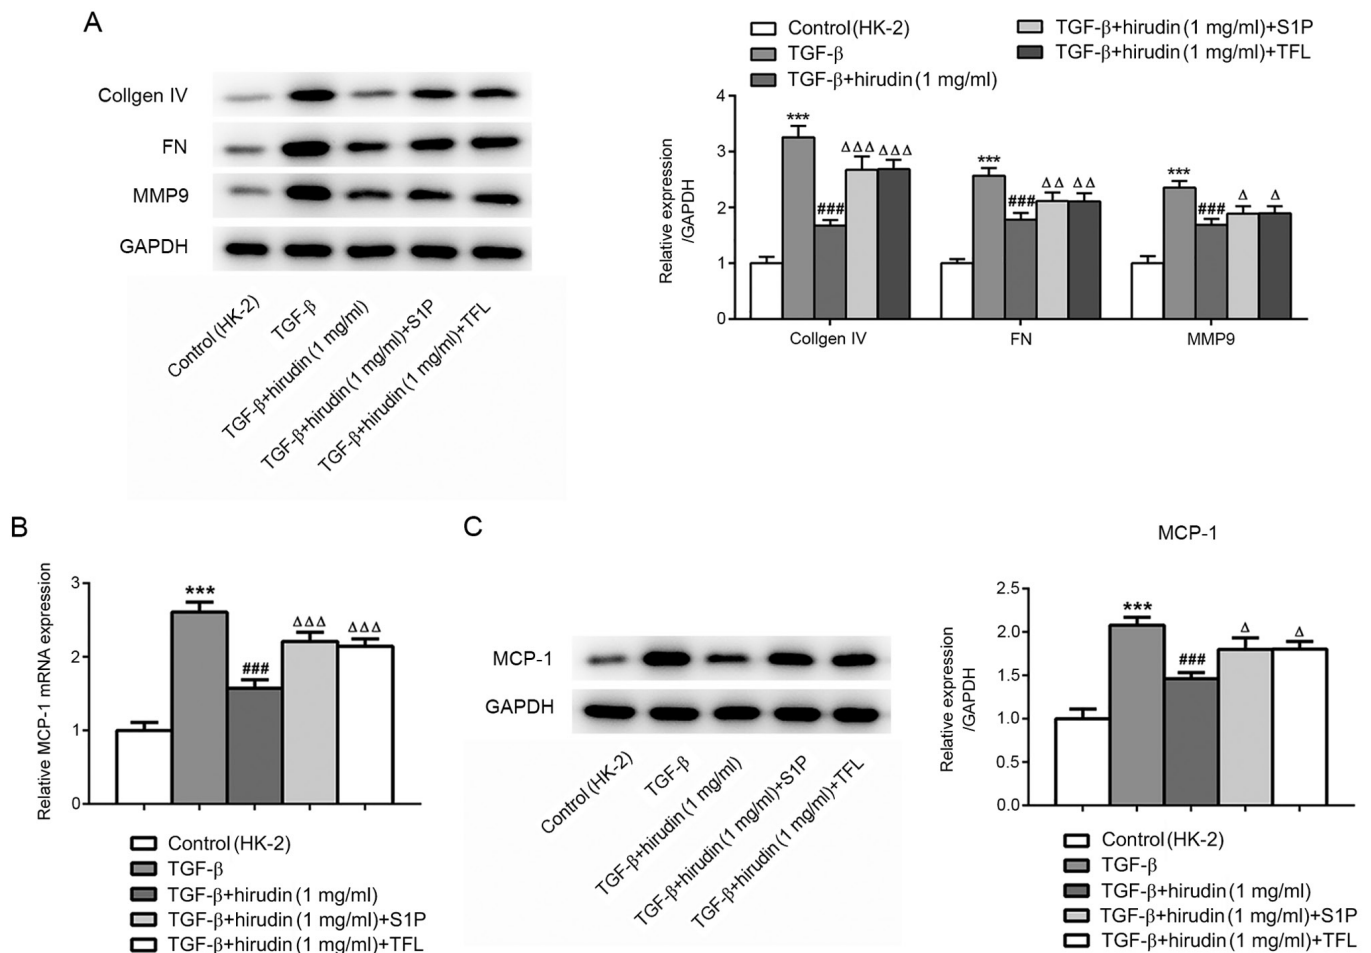 A
Collgen IV
FN
MMP9
GAPDH
Control (HK-2)
TGF-β
TGF-β+hirudin (1 mg/ml)
TGF-β+hirudin (1 mg/ml)+S1P
TGF-β+hirudin (1 mg/ml)+TFL
Control (HK-2)
TGF-β
TGF-β+hirudin (1 mg/ml)
TGF-β+hirudin (1 mg/ml)+S1P
TGF-β+hirudin (1 mg/ml)+TFL
Relative expression
/GAPDH
4
3
2
1
0
*** ### ΔΔΔ ΔΔΔ
*** ### ΔΔ ΔΔ
*** ### Δ Δ
Collgen IV FN MMP9
B
Relative MCP-1 mRNA expression
3
2
1
0
*** ### ΔΔΔ ΔΔΔ
Control (HK-2)
TGF-β
TGF-β+hirudin (1 mg/ml)
TGF-β+hirudin (1 mg/ml)+S1P
TGF-β+hirudin (1 mg/ml)+TFL
C
MCP-1
GAPDH
Control (HK-2)
TGF-β
TGF-β+hirudin (1 mg/ml)
TGF-β+hirudin (1 mg/ml)+S1P
TGF-β+hirudin (1 mg/ml)+TFL
MCP-1
Relative expression
/GAPDH
2.5
2.0
1.5
1.0
0.5
0.0
*** ### Δ Δ
Control (HK-2)
TGF-β
TGF-β+hirudin (1 mg/ml)
TGF-β+hirudin (1 mg/ml)+S1P
TGF-β+hirudin (1 mg/ml)+TFL